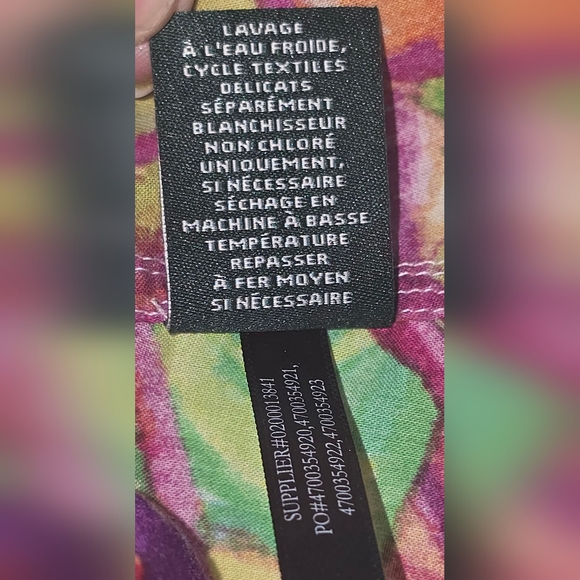 LAVAGE
À L'EAU FROIDE,
CYCLE TEXTILES
DÉLICATS
SÉPARÉMENT
BLANCHISSEUR
NON CHLORÉ
UNIQUEMENT,
SI NÉCESSAIRE
SÉCHAGE EN
MACHINE À BASSE
TEMPÉRATURE
REPASSER
À FER MOYEN
SI NÉCESSAIRE
SUPPLIER#0200013841
PO#4700354920,4700354921,
4700354922,4700354923